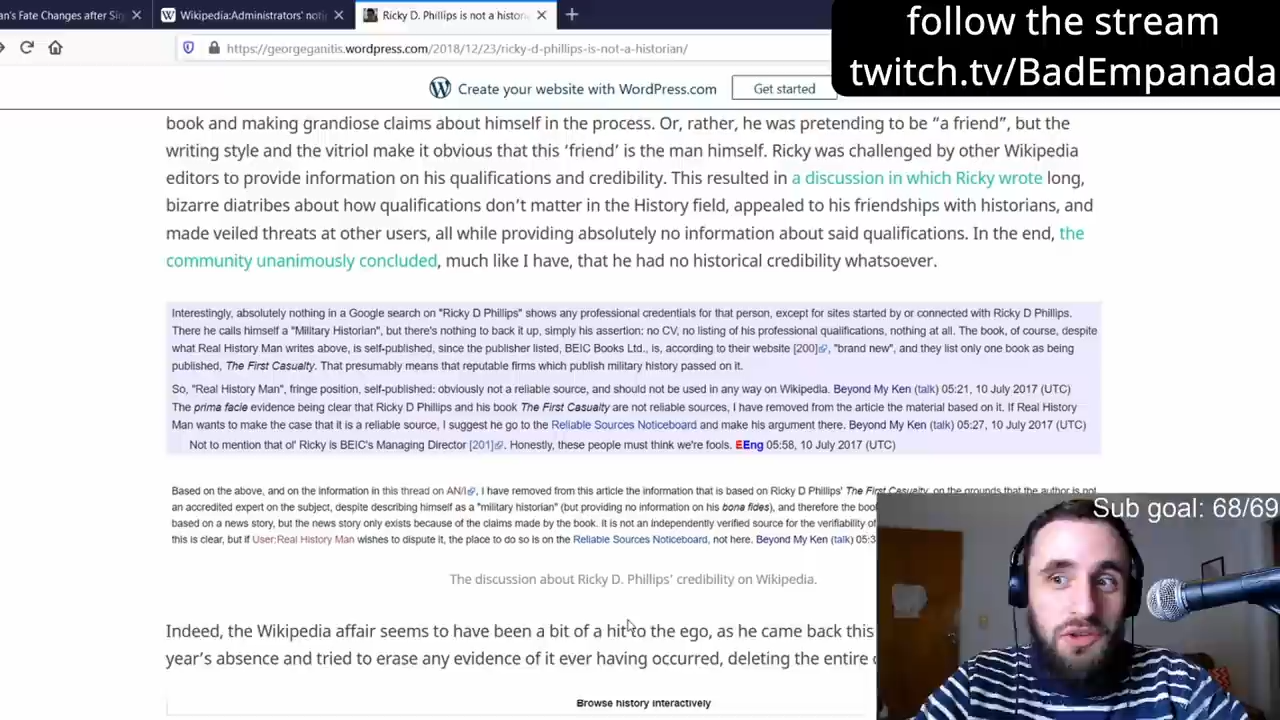 an's Fate Changes after Si
Wikipedia:Administrators' noti
Ricky D. Phillips is not a histor
follow the stream
twitch.tv/BadEmpanada
https://georgeganitis.wordpress.com/2018/12/23/ricky-d-phillips-is-not-a-historian/
Create your website with WordPress.com
Get started
book and making grandiose claims about himself in the process. Or, rather, he was pretending to be “a friend”, but the
writing style and the vitriol make it obvious that this ‘friend’ is the man himself. Ricky was challenged by other Wikipedia
editors to provide information on his qualifications and credibility. This resulted in a discussion in which Ricky wrote long,
bizarre diatribes about how qualifications don’t matter in the History field, appealed to his friendships with historians, and
made veiled threats at other users, all while providing absolutely no information about said qualifications. In the end, the
community unanimously concluded, much like I have, that he had no historical credibility whatsoever.
Interestingly, absolutely nothing in a Google search on "Ricky D Phillips" shows any professional credentials for that person, except for sites started by or connected with Ricky D Phillips.
There he calls himself a "Military Historian", but there's nothing to back it up, simply his assertion: no CV, no listing of his professional qualifications, nothing at all. The book, of course, despite
what Real History Man writes above, is self-published, since the publisher listed, BEIC Books Ltd., is, according to their website [200], "brand new", and they list only one book as being
published, The First Casualty. That presumably means that reputable firms which publish military history passed on it.
So, "Real History Man", fringe position, self-published: obviously not a reliable source, and should not be used in any way on Wikipedia. Beyond My Ken (talk) 05:21, 10 July 2017 (UTC)
The prima facie evidence being clear that Ricky D Phillips and his book The First Casualty are not reliable sources, I have removed from the article the material based on it. If Real History
Man wants to make the case that it is a reliable source, I suggest he go to the Reliable Sources Noticeboard and make his argument there. Beyond My Ken (talk) 05:27, 10 July 2017 (UTC)
Not to mention that ol' Ricky is BEIC's Managing Director [201]. Honestly, these people must think we're fools. EEng 05:58, 10 July 2017 (UTC)
Based on the above, and on the information in this thread on AN/I, I have removed from this article the information that is based on Ricky D Phillips' The First Casualty, on the grounds that the author is not
an accredited expert on the subject, despite describing himself as a "military historian" (but providing no information on his bona fides), and therefore the boo
based on a news story, but the news story only exists because of the claims made by the book. It is not an independently verified source for the verifiability of
this is clear, but if User:Real History Man wishes to dispute it, the place to do so is on the Reliable Sources Noticeboard, not here. Beyond My Ken (talk) 05:3
Sub goal: 68/69
The discussion about Ricky D. Phillips’ credibility on Wikipedia.
Indeed, the Wikipedia affair seems to have been a bit of a hit to the ego, as he came back this
year’s absence and tried to erase any evidence of it ever having occurred, deleting the entire
Browse history interactively